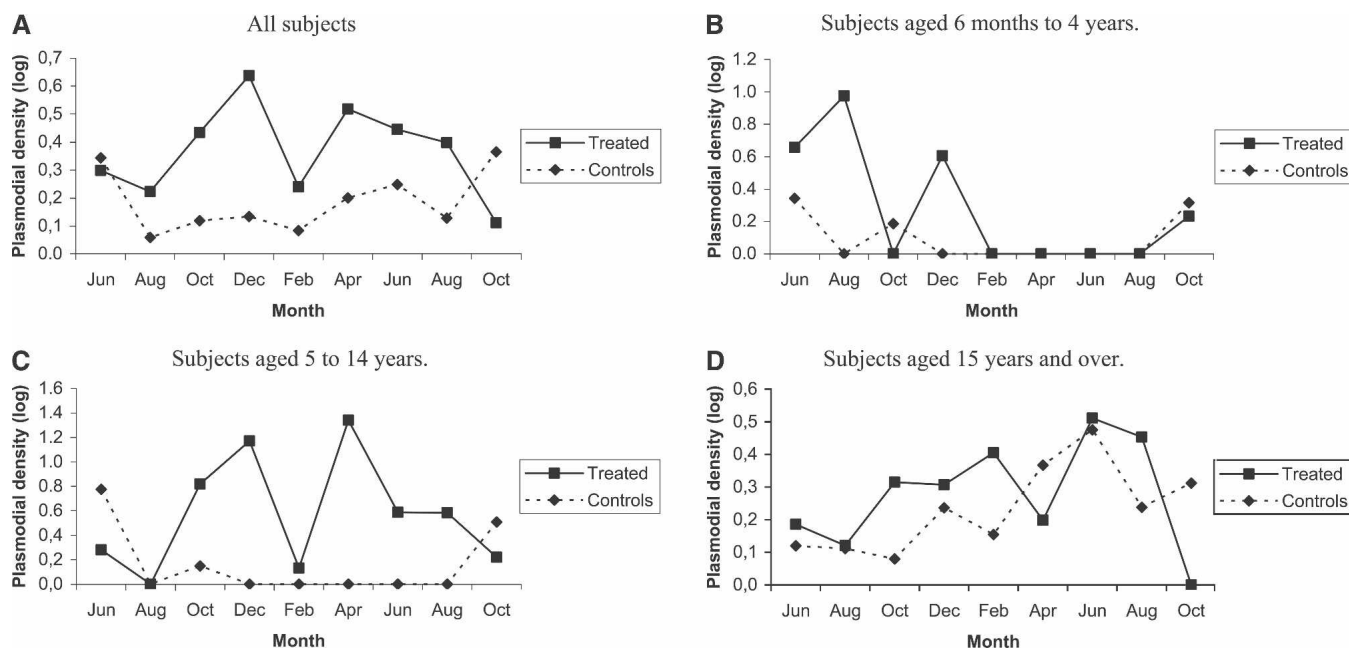 A
All subjects
Plasmodial density (log)
0,7
0,6
0,5
0.4
0.3
0.2
0.1
0.0
Jun Aug Oct Dec Feb Apr Jun Aug Oct
Month
Treated
Controls
B
Subjects aged 6 months to 4 years.
Plasmodial density (log)
1.2
1.0
0.8
0.6
0.4
0.2
0.0
Jun Aug Oct Dec Feb Apr Jun Aug Oct
Month
Treated
Controls
C
Subjects aged 5 to 14 years.
Plasmodial density (log)
1.6
1.4
1.2
1.0
0.8
0.6
0.4
0,2
0,0
Jun Aug Oct Dec Feb Apr Jun Aug Oct
Month
Treated
Controls
D
Subjects aged 15 years and over.
Plasmodial density (log)
0,6
0,5
0,4
0,3
0,2
0,1
0,0
Jun Aug Oct Dec Feb Apr Jun Aug Oct
Month
Treated
Controls